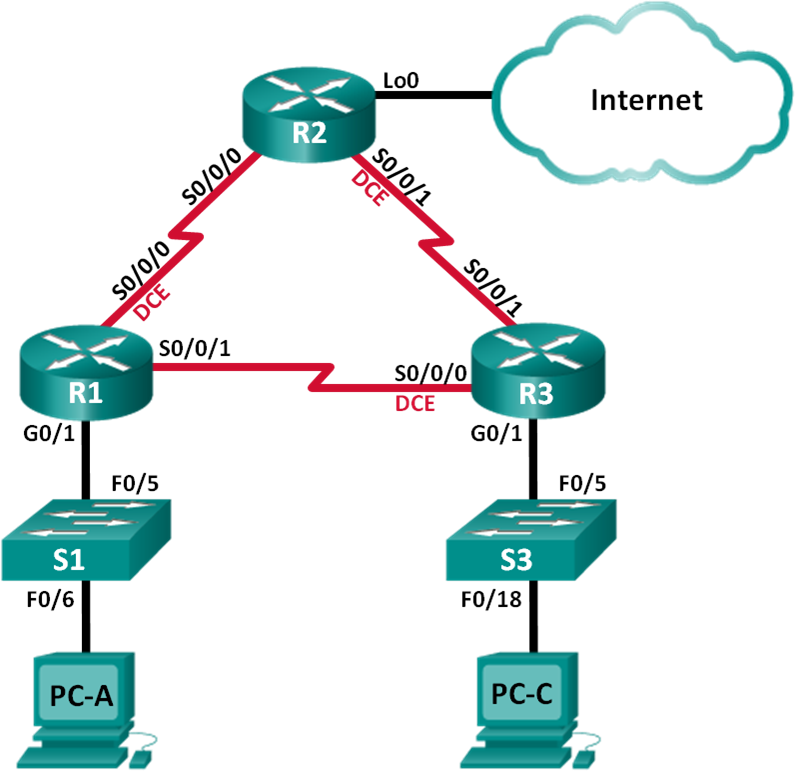 Lo0
Internet
R2
S0/0/0
S0/0/1
DCE
S0/0/0
DCE
S0/0/1
S0/0/1
R1
S0/0/0
DCE
R3
G0/1
G0/1
F0/5
F0/5
S1
S3
F0/6
F0/18
PC-A
PC-C